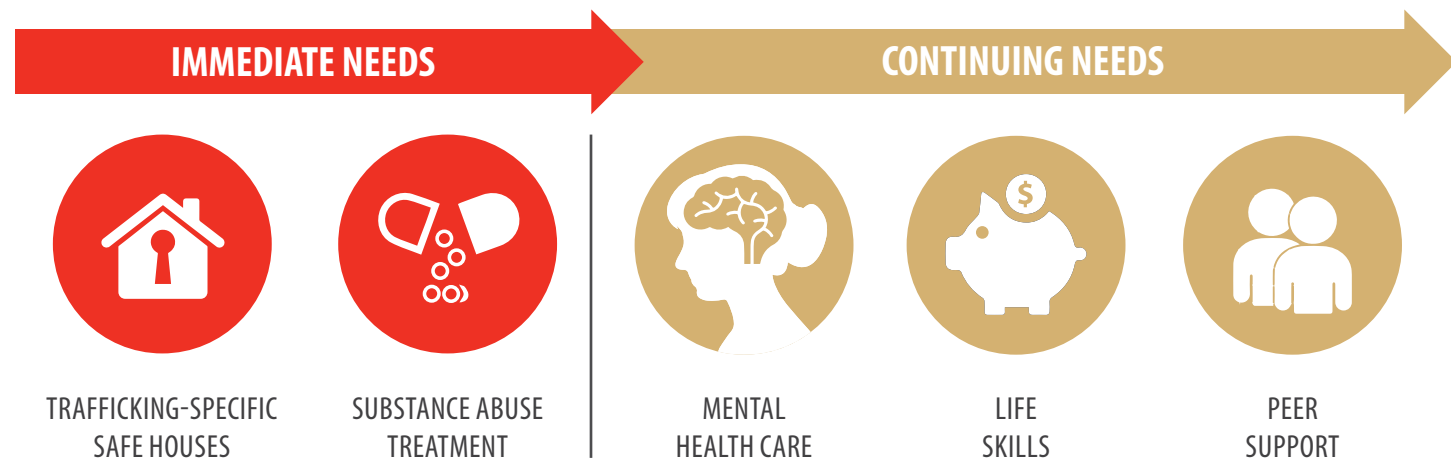 IMMEDIATE NEEDS
CONTINUING NEEDS
$
TRAFFICKING-SPECIFIC
SAFE HOUSES
SUBSTANCE ABUSE
TREATMENT
MENTAL
HEALTH CARE
LIFE
SKILLS
PEER
SUPPORT